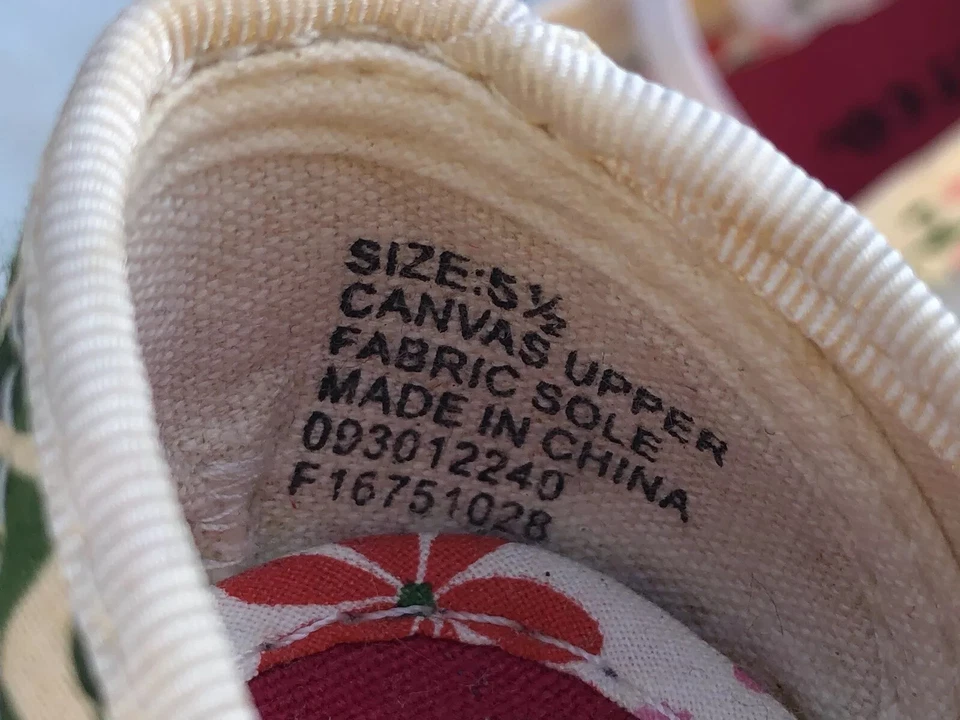 SIZE:5½
CANVAS UPPER
FABRIC SOLE
MADE IN CHINA
093012240
F16751028